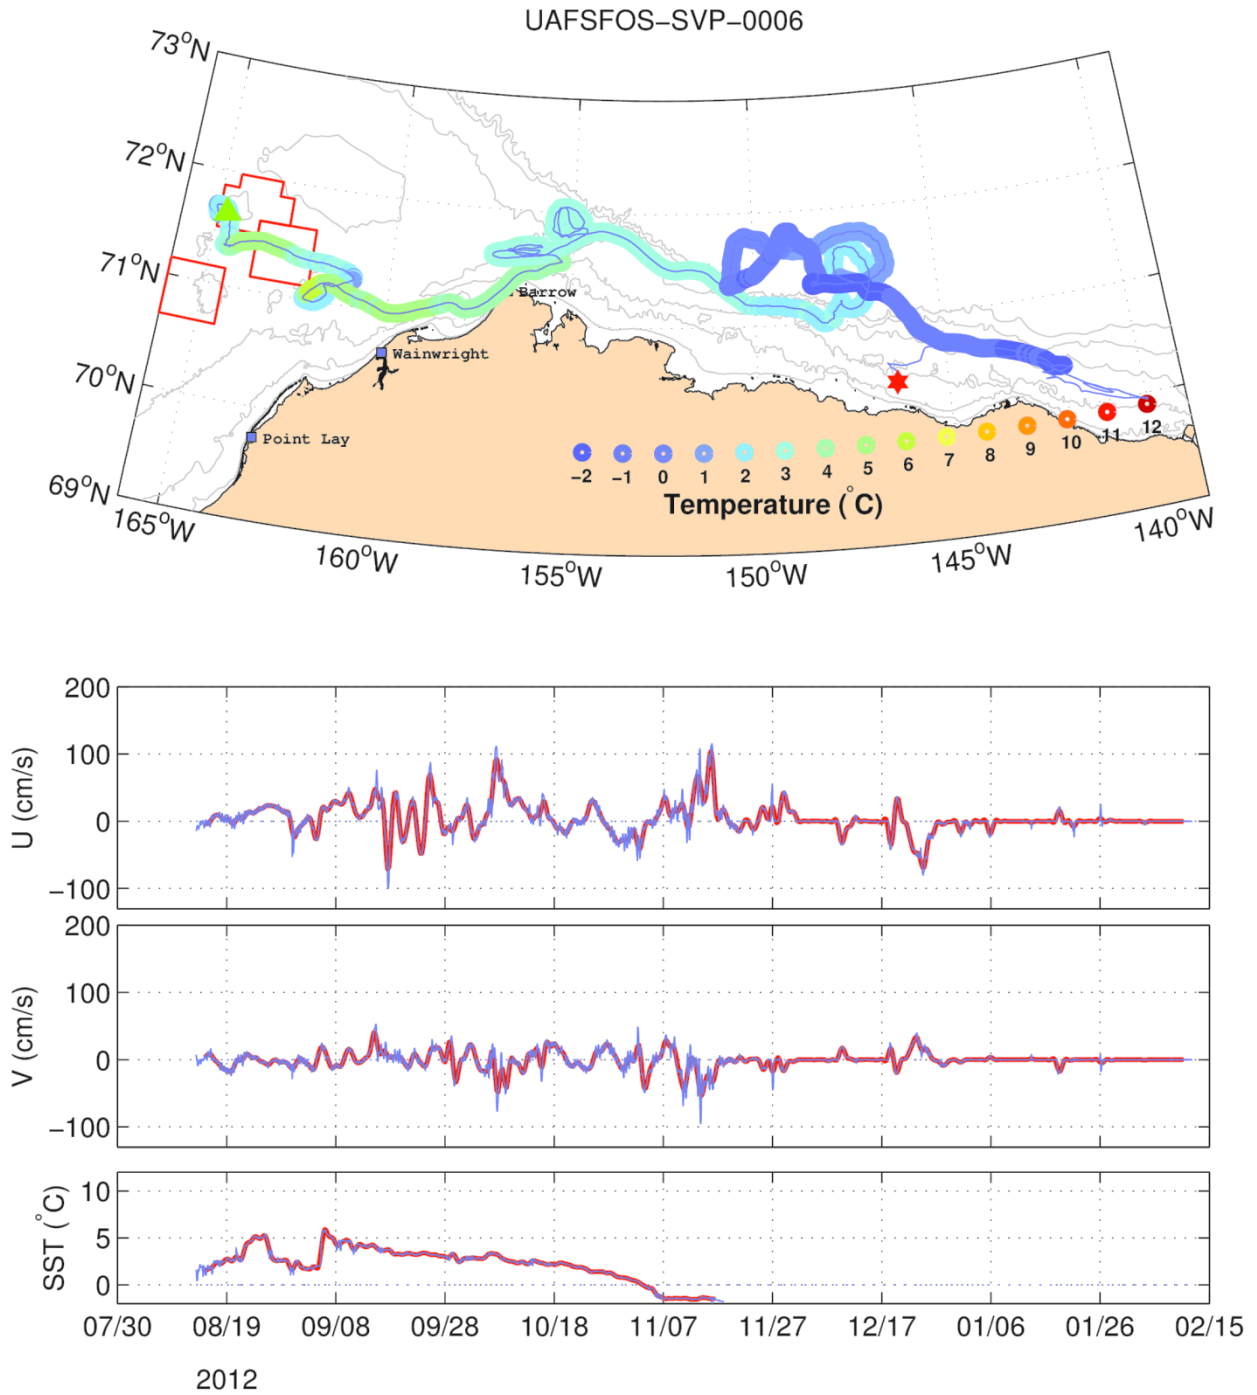 UAFSFOS−SVP−0006
73°N
72°N
71°N
70°N
69°N
Barrow
Wainwright
Point Lay
−2 −1 0 1 2 3 4 5 6 7 8 9 10 11 12
Temperature (°C)
165°W 160°W 155°W 150°W 145°W 140°W
200
100
0
−100
U (cm/s)
200
100
0
−100
V (cm/s)
10
5
0
SST (°C)
07/30 08/19 09/08 09/28 10/18 11/07 11/27 12/17 01/06 01/26 02/15
2012